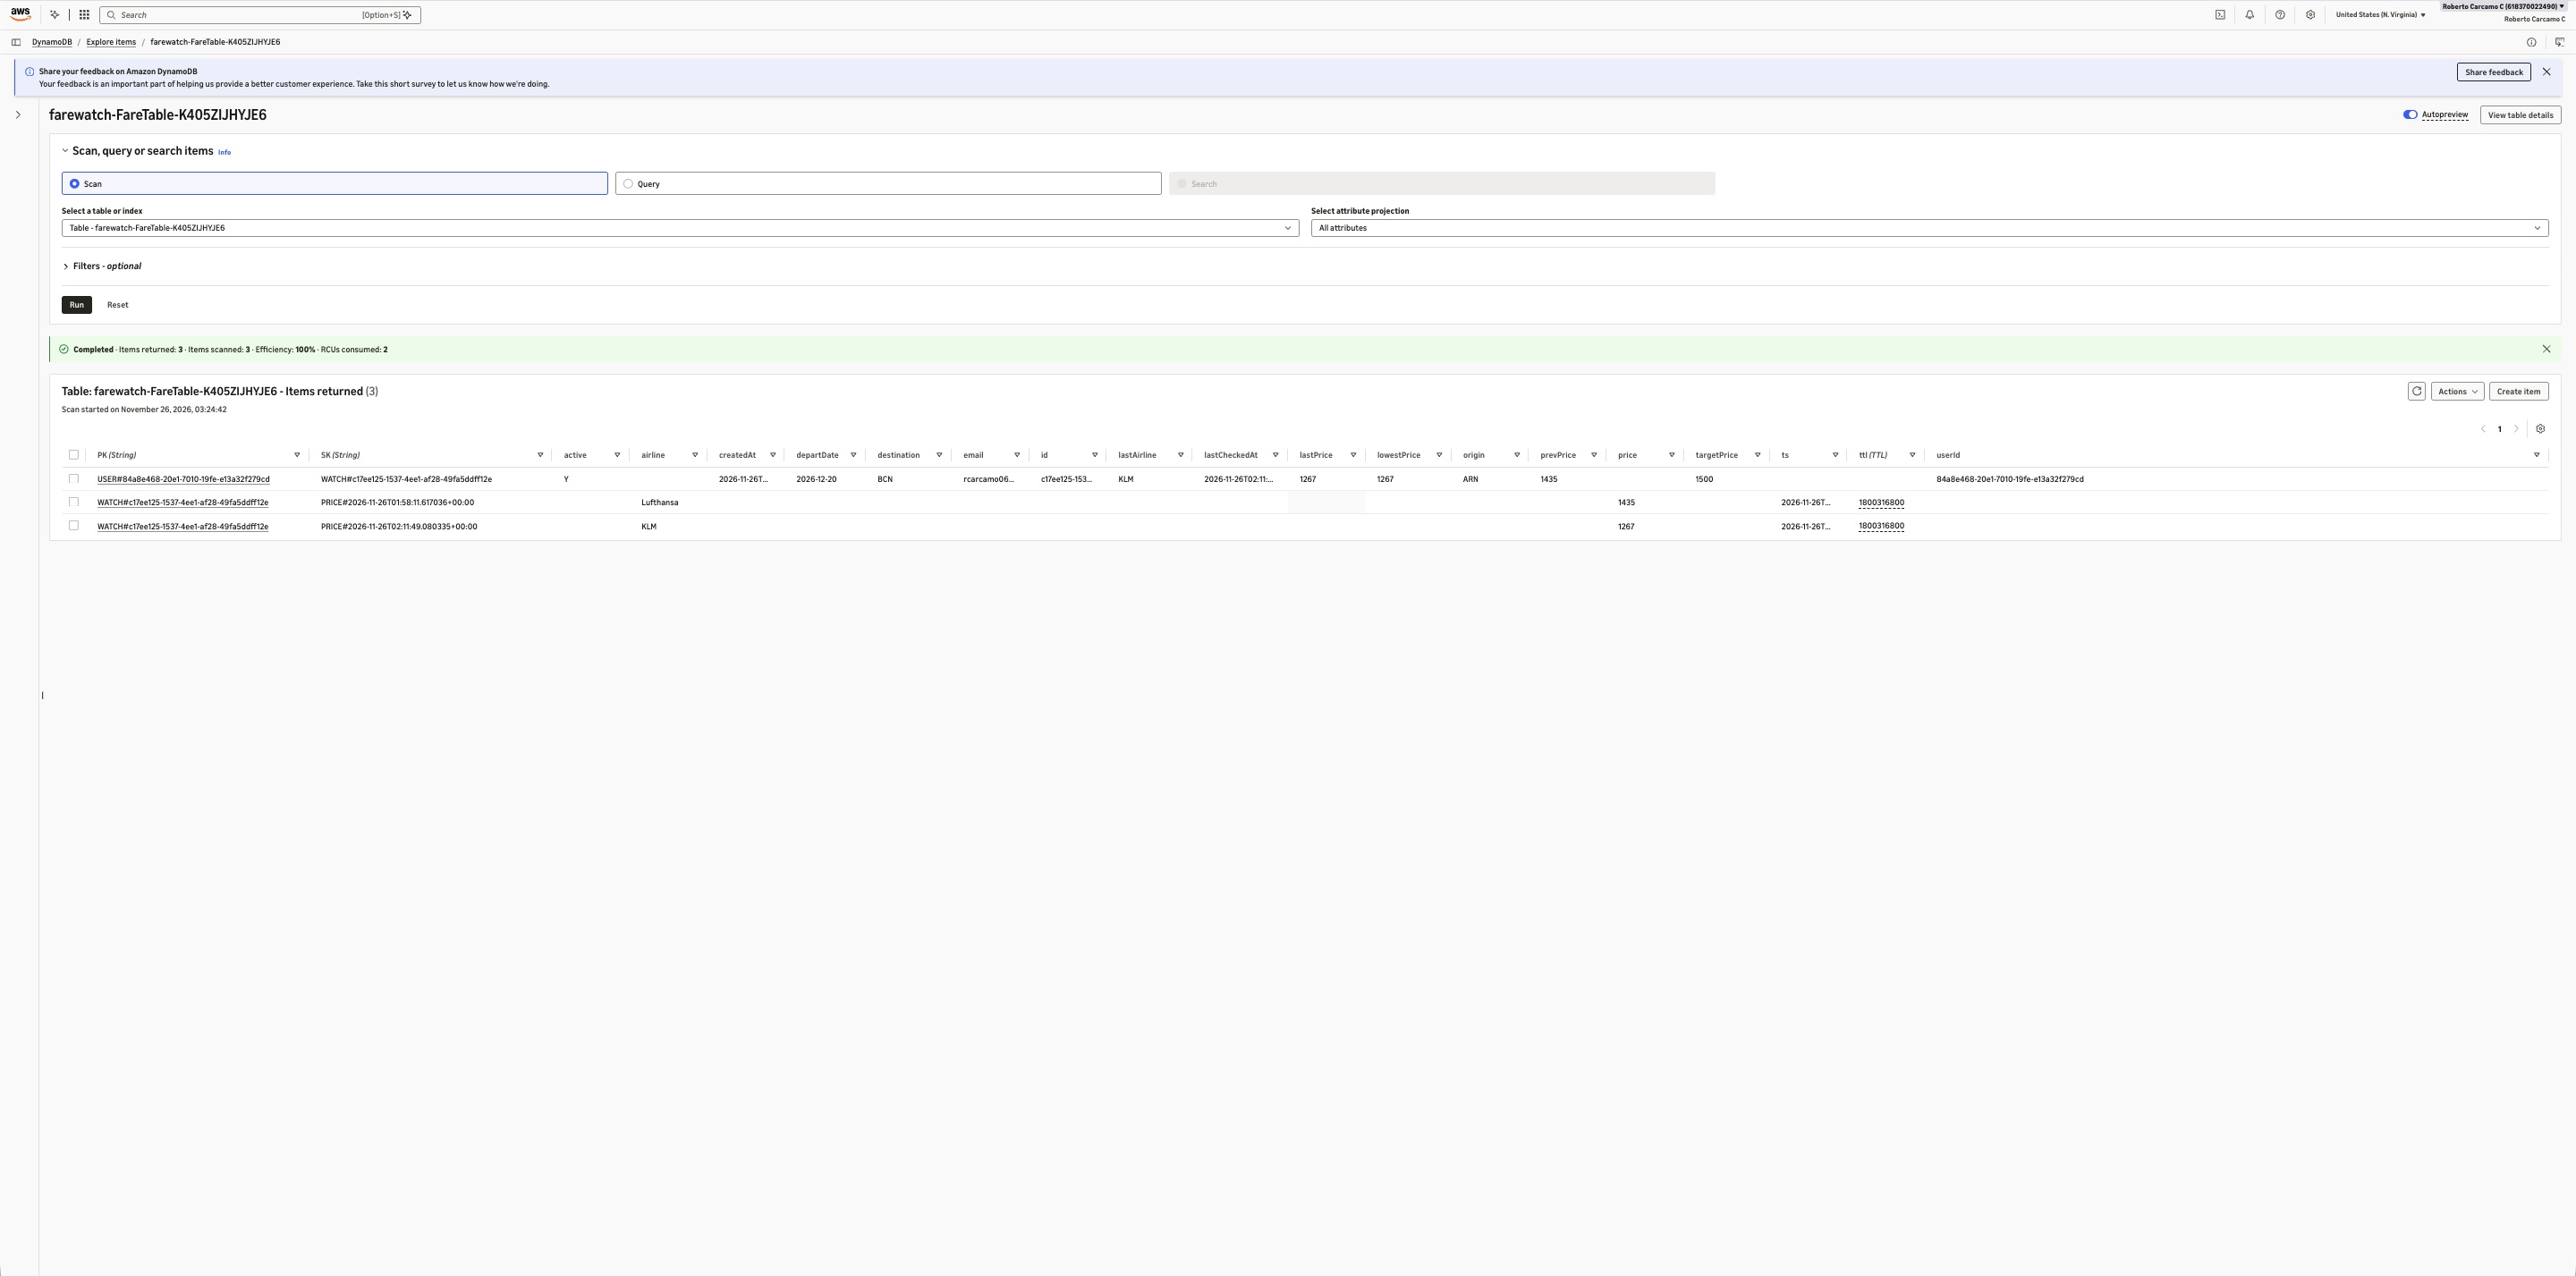 aws
Search [Option+S]
United States (N. Virginia)
Roberto Carcamo C (618370022490)
Roberto Carcamo C
DynamoDB / Explore items / farewatch-FareTable-K405ZIJHYJE6
Share your feedback on Amazon DynamoDB
Your feedback is an important part of helping us provide a better customer experience. Take this short survey to let us know how we're doing.
Share feedback
farewatch-FareTable-K405ZIJHYJE6
Autopreview
View table details
Scan, query or search items Info
Scan
Query
Search
Select a table or index
Table - farewatch-FareTable-K405ZIJHYJE6
Select attribute projection
All attributes
Filters - optional
Run Reset
Completed · Items returned: 3 · Items scanned: 3 · Efficiency: 100% · RCUs consumed: 2
Table: farewatch-FareTable-K405ZIJHYJE6 - Items returned (3)
Scan started on November 26, 2026, 03:24:42
Actions
Create item
1
PK (String) SK (String) active airline createdAt departDate destination email id lastAirline lastCheckedAt lastPrice lowestPrice origin prevPrice price targetPrice ts ttl (TTL) userId
USER#84a8e468-20e1-7010-19fe-e13a32f279cd WATCH#c17ee125-1537-4ee1-af28-49fa5ddff12e Y 2026-11-26T... 2026-12-20 BCN rcarcamo06... c17ee125-153... KLM 2026-11-26T02:11:... 1267 1267 ARN 1435 1500 84a8e468-20e1-7010-19fe-e13a32f279cd
WATCH#c17ee125-1537-4ee1-af28-49fa5ddff12e PRICE#2026-11-26T01:58:11.617036+00:00 Lufthansa 1435 2026-11-26T... 1800316800
WATCH#c17ee125-1537-4ee1-af28-49fa5ddff12e PRICE#2026-11-26T02:11:49.080335+00:00 KLM 1267 2026-11-26T... 1800316800